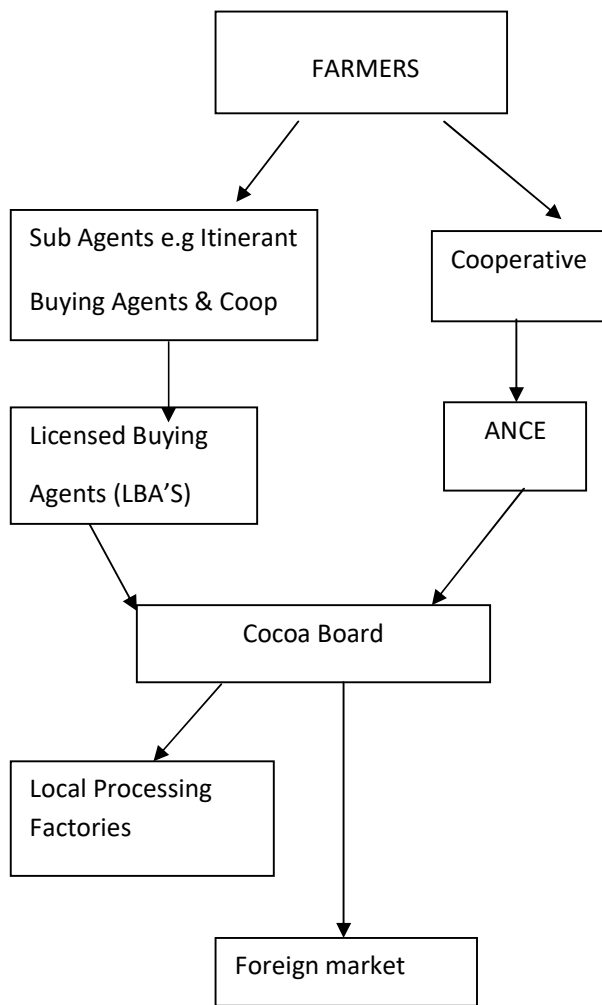 FARMERS
Sub Agents e.g Itinerant
Buying Agents & Coop
Cooperative
Licensed Buying
Agents (LBA’S)
ANCE
Cocoa Board
Local Processing
Factories
Foreign market